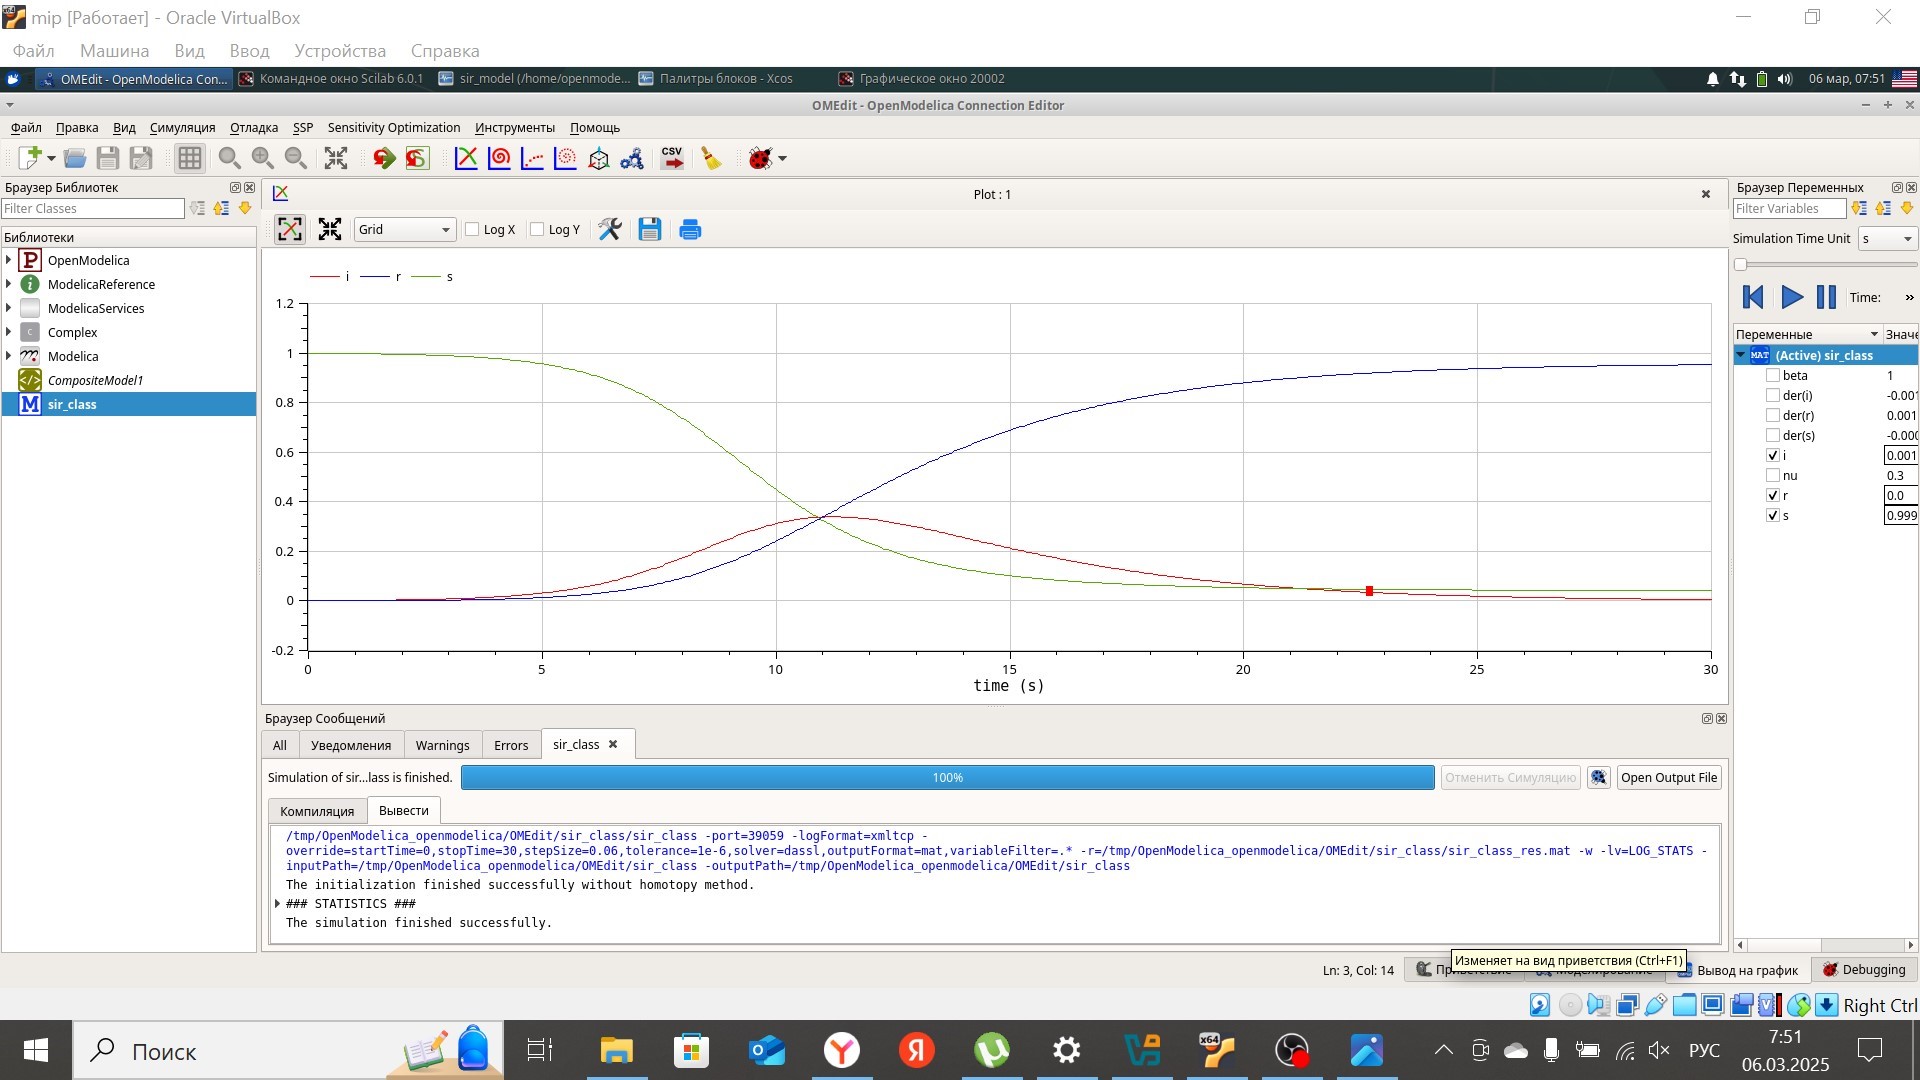 mip [Работает] - Oracle VirtualBox
Файл Машина Вид Ввод Устройства Справка
OMEdit - OpenModelica Con... Командное окно Scilab 6.0.1 sir_model (/home/openmode... Палитры блоков - Xcos Графическое окно 20002 06 мар, 07:51
OMEdit - OpenModelica Connection Editor
Файл Правка Вид Симуляция Отладка SSP Sensitivity Optimization Инструменты Помощь
CSV
Браузер Библиотек
Filter Classes
Библиотеки
OpenModelica
ModelicaReference
ModelicaServices
Complex
Modelica
CompositeModel1
sir_class
Plot : 1
Grid Log X Log Y
i r s
1.2
1
0.8
0.6
0.4
0.2
0
-0.2
0 5 10 15 20 25 30
time (s)
Браузер Переменных
Filter Variables
Simulation Time Unit s
Time: »
Переменные Значе
MAT (Active) sir_class
beta 1
der(i) -0.001
der(r) 0.001
der(s) -0.000
i 0.001
nu 0.3
r 0.0
s 0.999
Браузер Сообщений
All Уведомления Warnings Errors sir_class
Simulation of sir...lass is finished. 100% Отменить Симуляцию Open Output File
Компиляция Вывести
/tmp/OpenModelica_openmodelica/OMEdit/sir_class/sir_class -port=39059 -logFormat=xmltcp -
override=startTime=0,stopTime=30,stepSize=0.06,tolerance=1e-6,solver=dassl,outputFormat=mat,variableFilter=.* -r=/tmp/OpenModelica_openmodelica/OMEdit/sir_class/sir_class_res.mat -w -lv=LOG_STATS -
inputPath=/tmp/OpenModelica_openmodelica/OMEdit/sir_class -outputPath=/tmp/OpenModelica_openmodelica/OMEdit/sir_class
The initialization finished successfully without homotopy method.
### STATISTICS ###
The simulation finished successfully.
Изменяет на вид приветствия (Ctrl+F1)
Ln: 3, Col: 14 Вывод на график Debugging
Right Ctrl
Поиск
РУС
7:51
06.03.2025